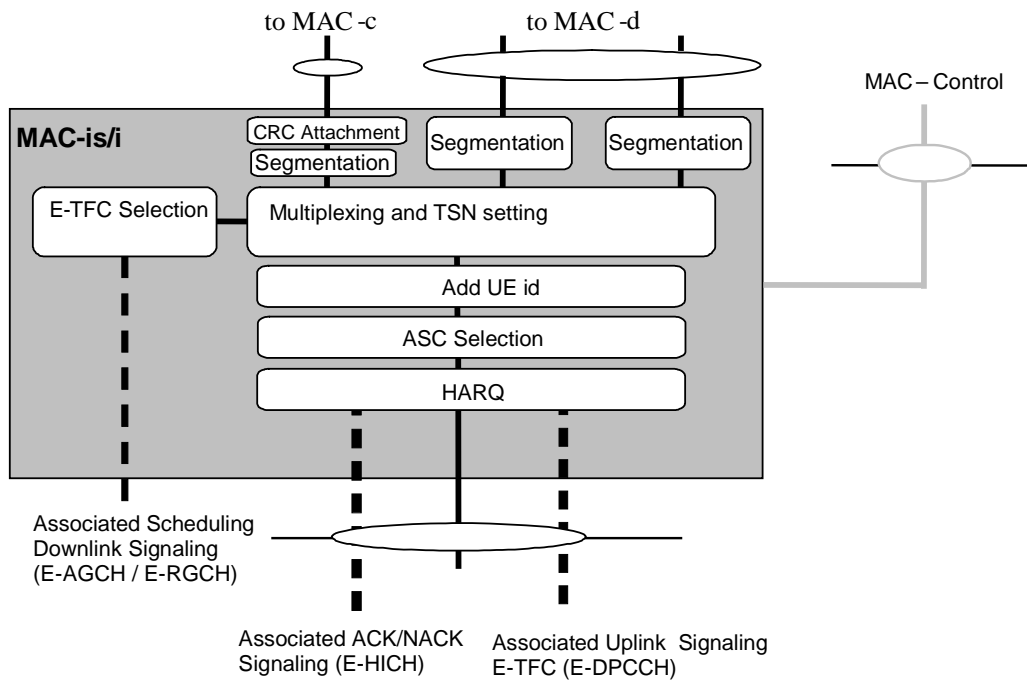 to MAC -c
to MAC -d
MAC – Control
MAC-is/i
CRC Attachment
Segmentation
Segmentation
Segmentation
E-TFC Selection
Multiplexing and TSN setting
Add UE id
ASC Selection
HARQ
Associated Scheduling
Downlink Signaling
(E-AGCH / E-RGCH)
Associated ACK/NACK
Signaling (E-HICH)
Associated Uplink Signaling
E-TFC (E-DPCCH)